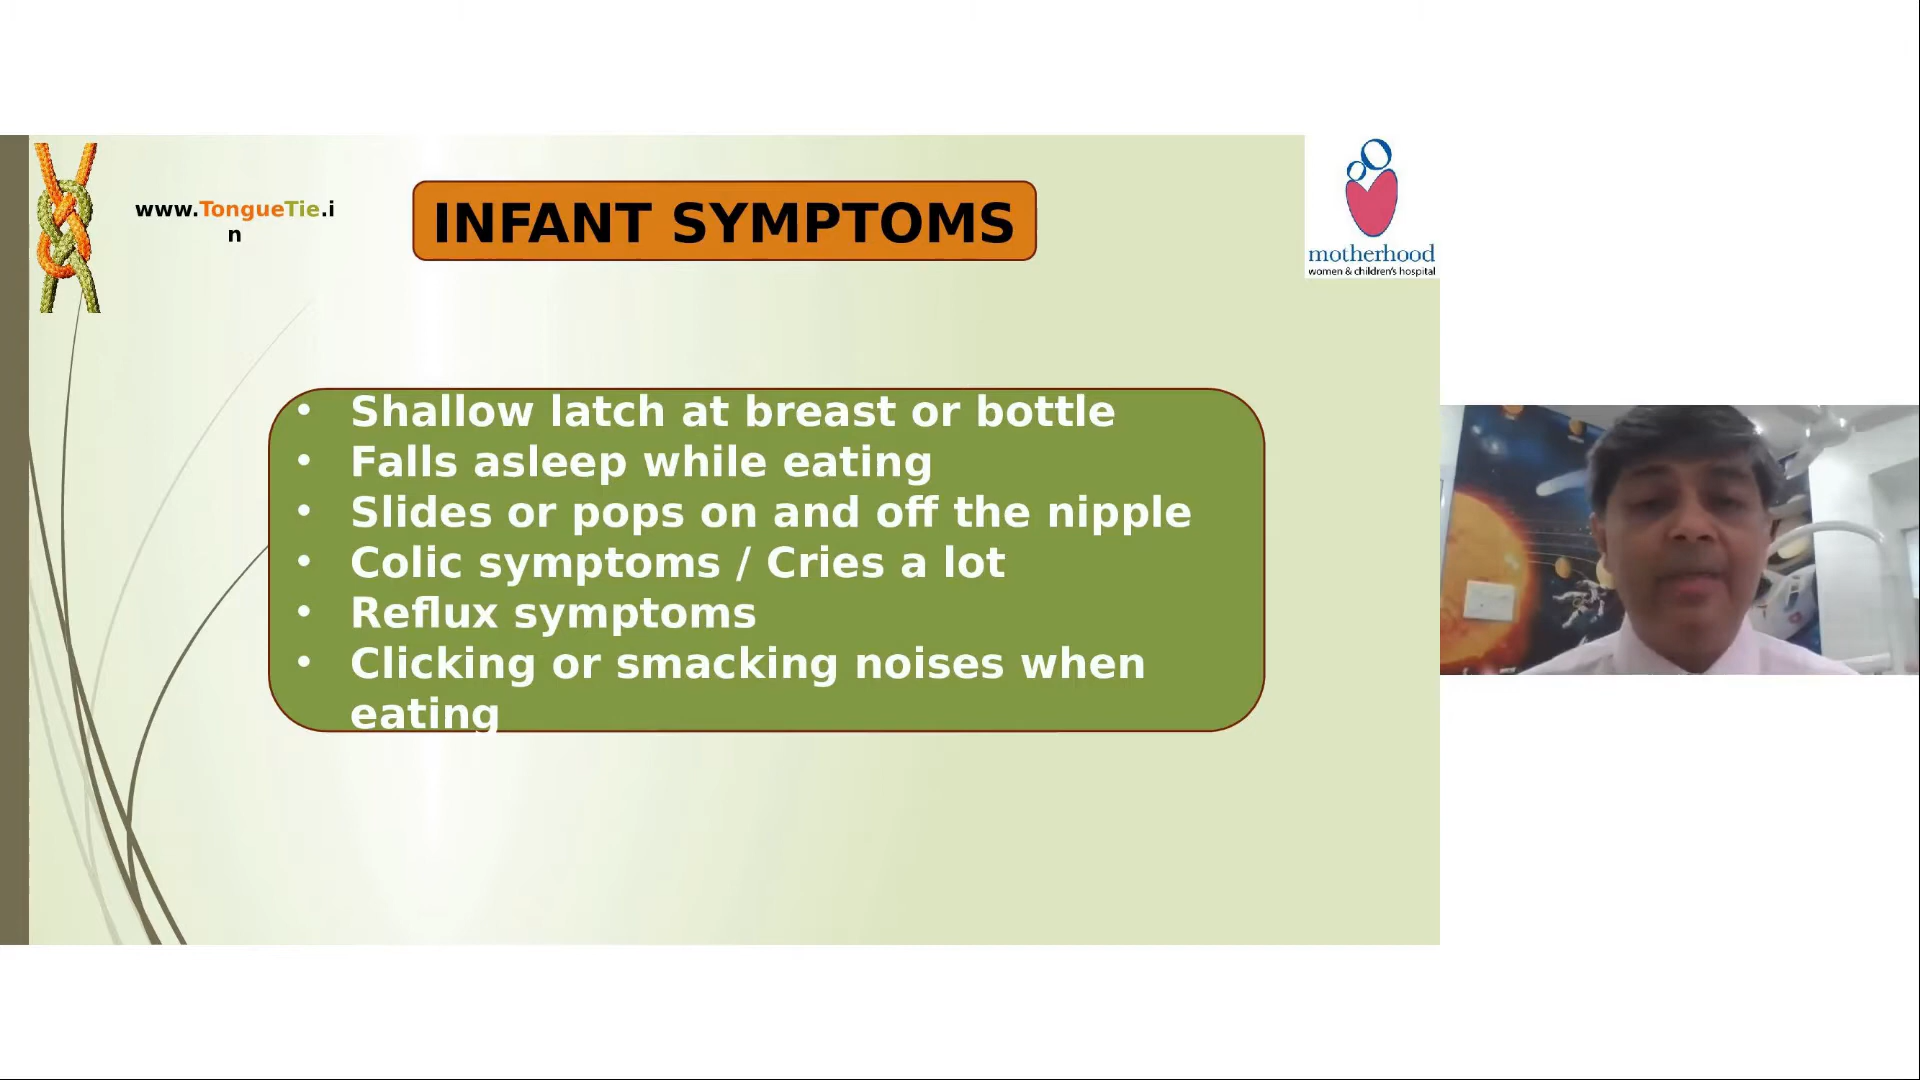 www.TongueTie.i
n
INFANT SYMPTOMS
motherhood
women & children's hospital
• Shallow latch at breast or bottle
• Falls asleep while eating
• Slides or pops on and off the nipple
• Colic symptoms / Cries a lot
• Reflux symptoms
• Clicking or smacking noises when
eating